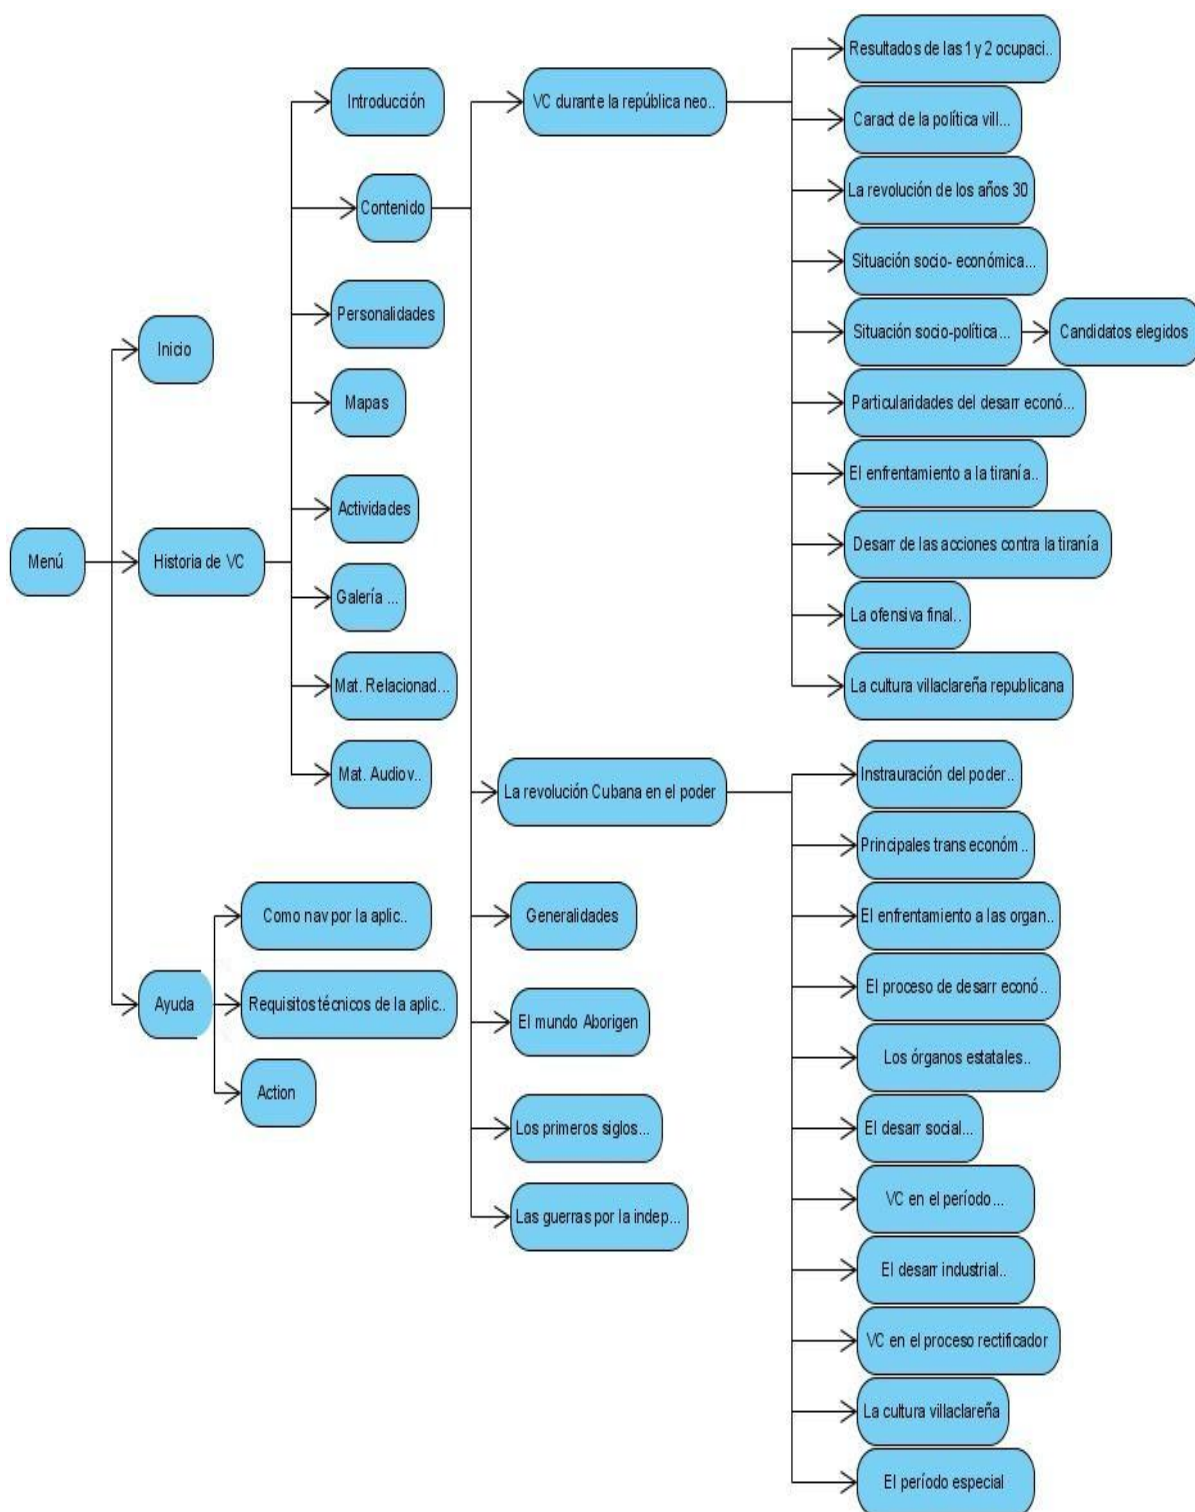 Menú
Inicio
Historia de VC
Ayuda
Introducción
Contenido
Personalidades
Mapas
Actividades
Galería ...
Mat. Relacionad...
Mat. Audiov..
Como nav por la aplic..
Requisitos técnicos de la aplic..
Action
VC durante la república neo..
La revolución Cubana en el poder
Generalidades
El mundo Aborigen
Los primeros siglos...
Las guerras por la indep...
Resultados de las 1 y 2 ocupaci..
Caract de la política vill...
La revolución de los años 30
Situación socio- económica...
Situación socio-política...
Candidatos elegidos
Particularidades del desarr econó...
El enfrentamiento a la tiranía..
Desarr de las acciones contra la tiranía
La ofensiva final..
La cultura villaclareña republicana
Instrauración del poder..
Principales trans económ ..
El enfrentamiento a las organ..
El proceso de desarr econó..
Los órganos estatales..
El desarr social...
VC en el período ...
El desarr industrial..
VC en el proceso rectificador
La cultura villaclareña
El período especial